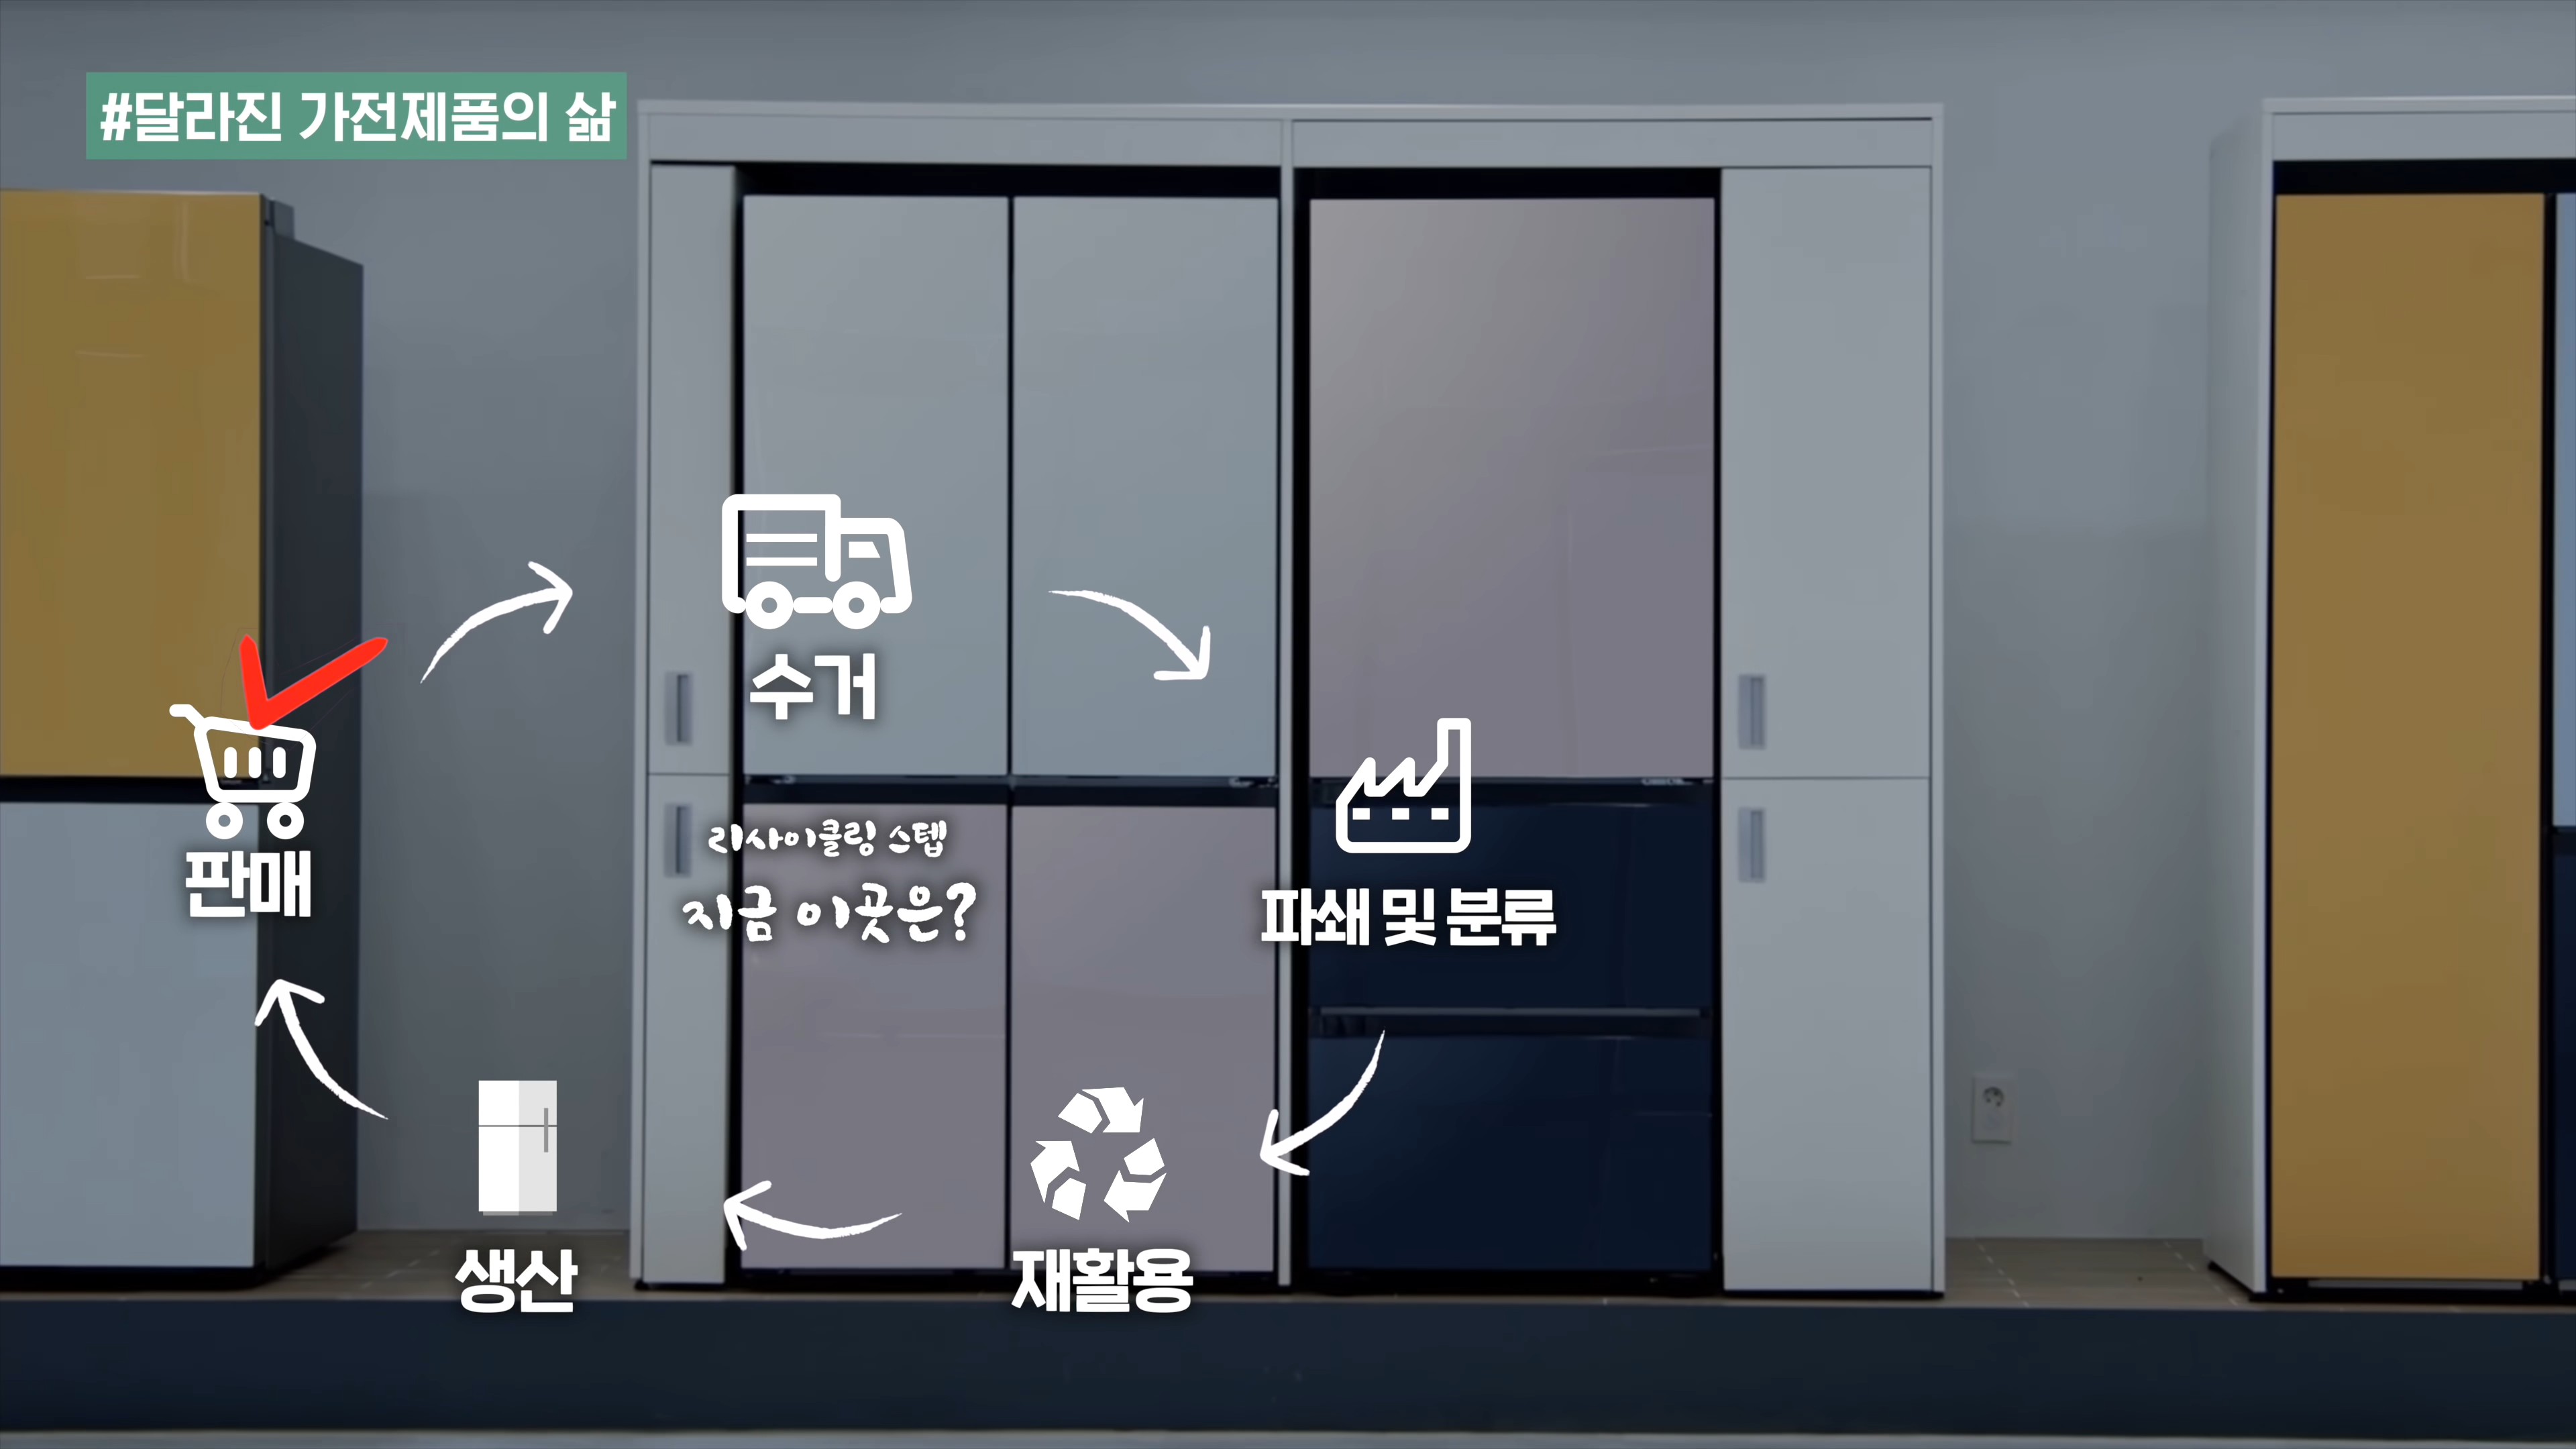 #달라진 가전제품의 삶
수거
판매
리사이클링 스텝
지금 이곳은?
파쇄 및 분류
생산
재활용